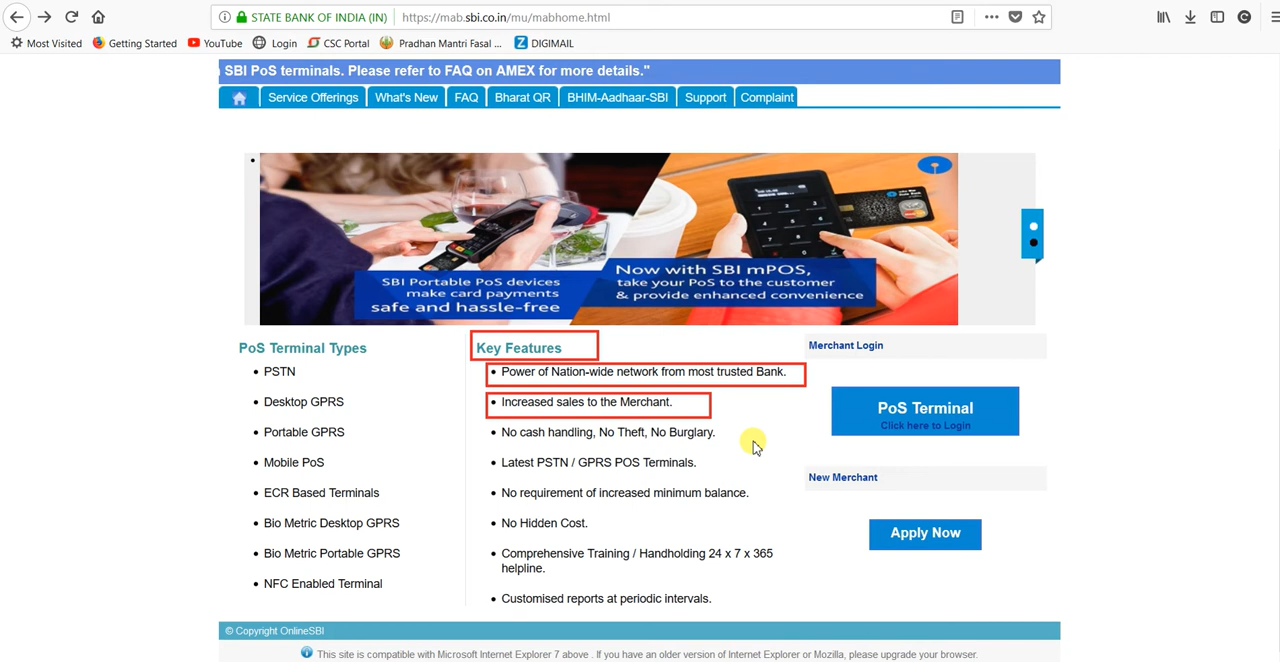 STATE BANK OF INDIA (IN)
https://mab.sbi.co.in/mu/mabhome.html
Most Visited
Getting Started
YouTube
Login
CSC Portal
Pradhan Mantri Fasal ...
DIGIMAIL
SBI PoS terminals. Please refer to FAQ on AMEX for more details."
Service Offerings
What's New
FAQ
Bharat QR
BHIM-Aadhaar-SBI
Support
Complaint
SBI Portable PoS devices
make card payments
safe and hassle-free
Now with SBI mPOS,
take your PoS to the customer
& provide enhanced convenience
PoS Terminal Types
• PSTN
• Desktop GPRS
• Portable GPRS
• Mobile PoS
• ECR Based Terminals
• Bio Metric Desktop GPRS
• Bio Metric Portable GPRS
• NFC Enabled Terminal
Key Features
• Power of Nation-wide network from most trusted Bank.
• Increased sales to the Merchant.
• No cash handling, No Theft, No Burglary.
• Latest PSTN / GPRS POS Terminals.
• No requirement of increased minimum balance.
• No Hidden Cost.
• Comprehensive Training / Handholding 24 x 7 x 365
helpline.
• Customised reports at periodic intervals.
Merchant Login
PoS Terminal
Click here to Login
New Merchant
Apply Now
© Copyright OnlineSBI
This site is compatible with Microsoft Internet Explorer 7 above . If you have an older version of Internet Explorer or Mozilla, please upgrade your browser.